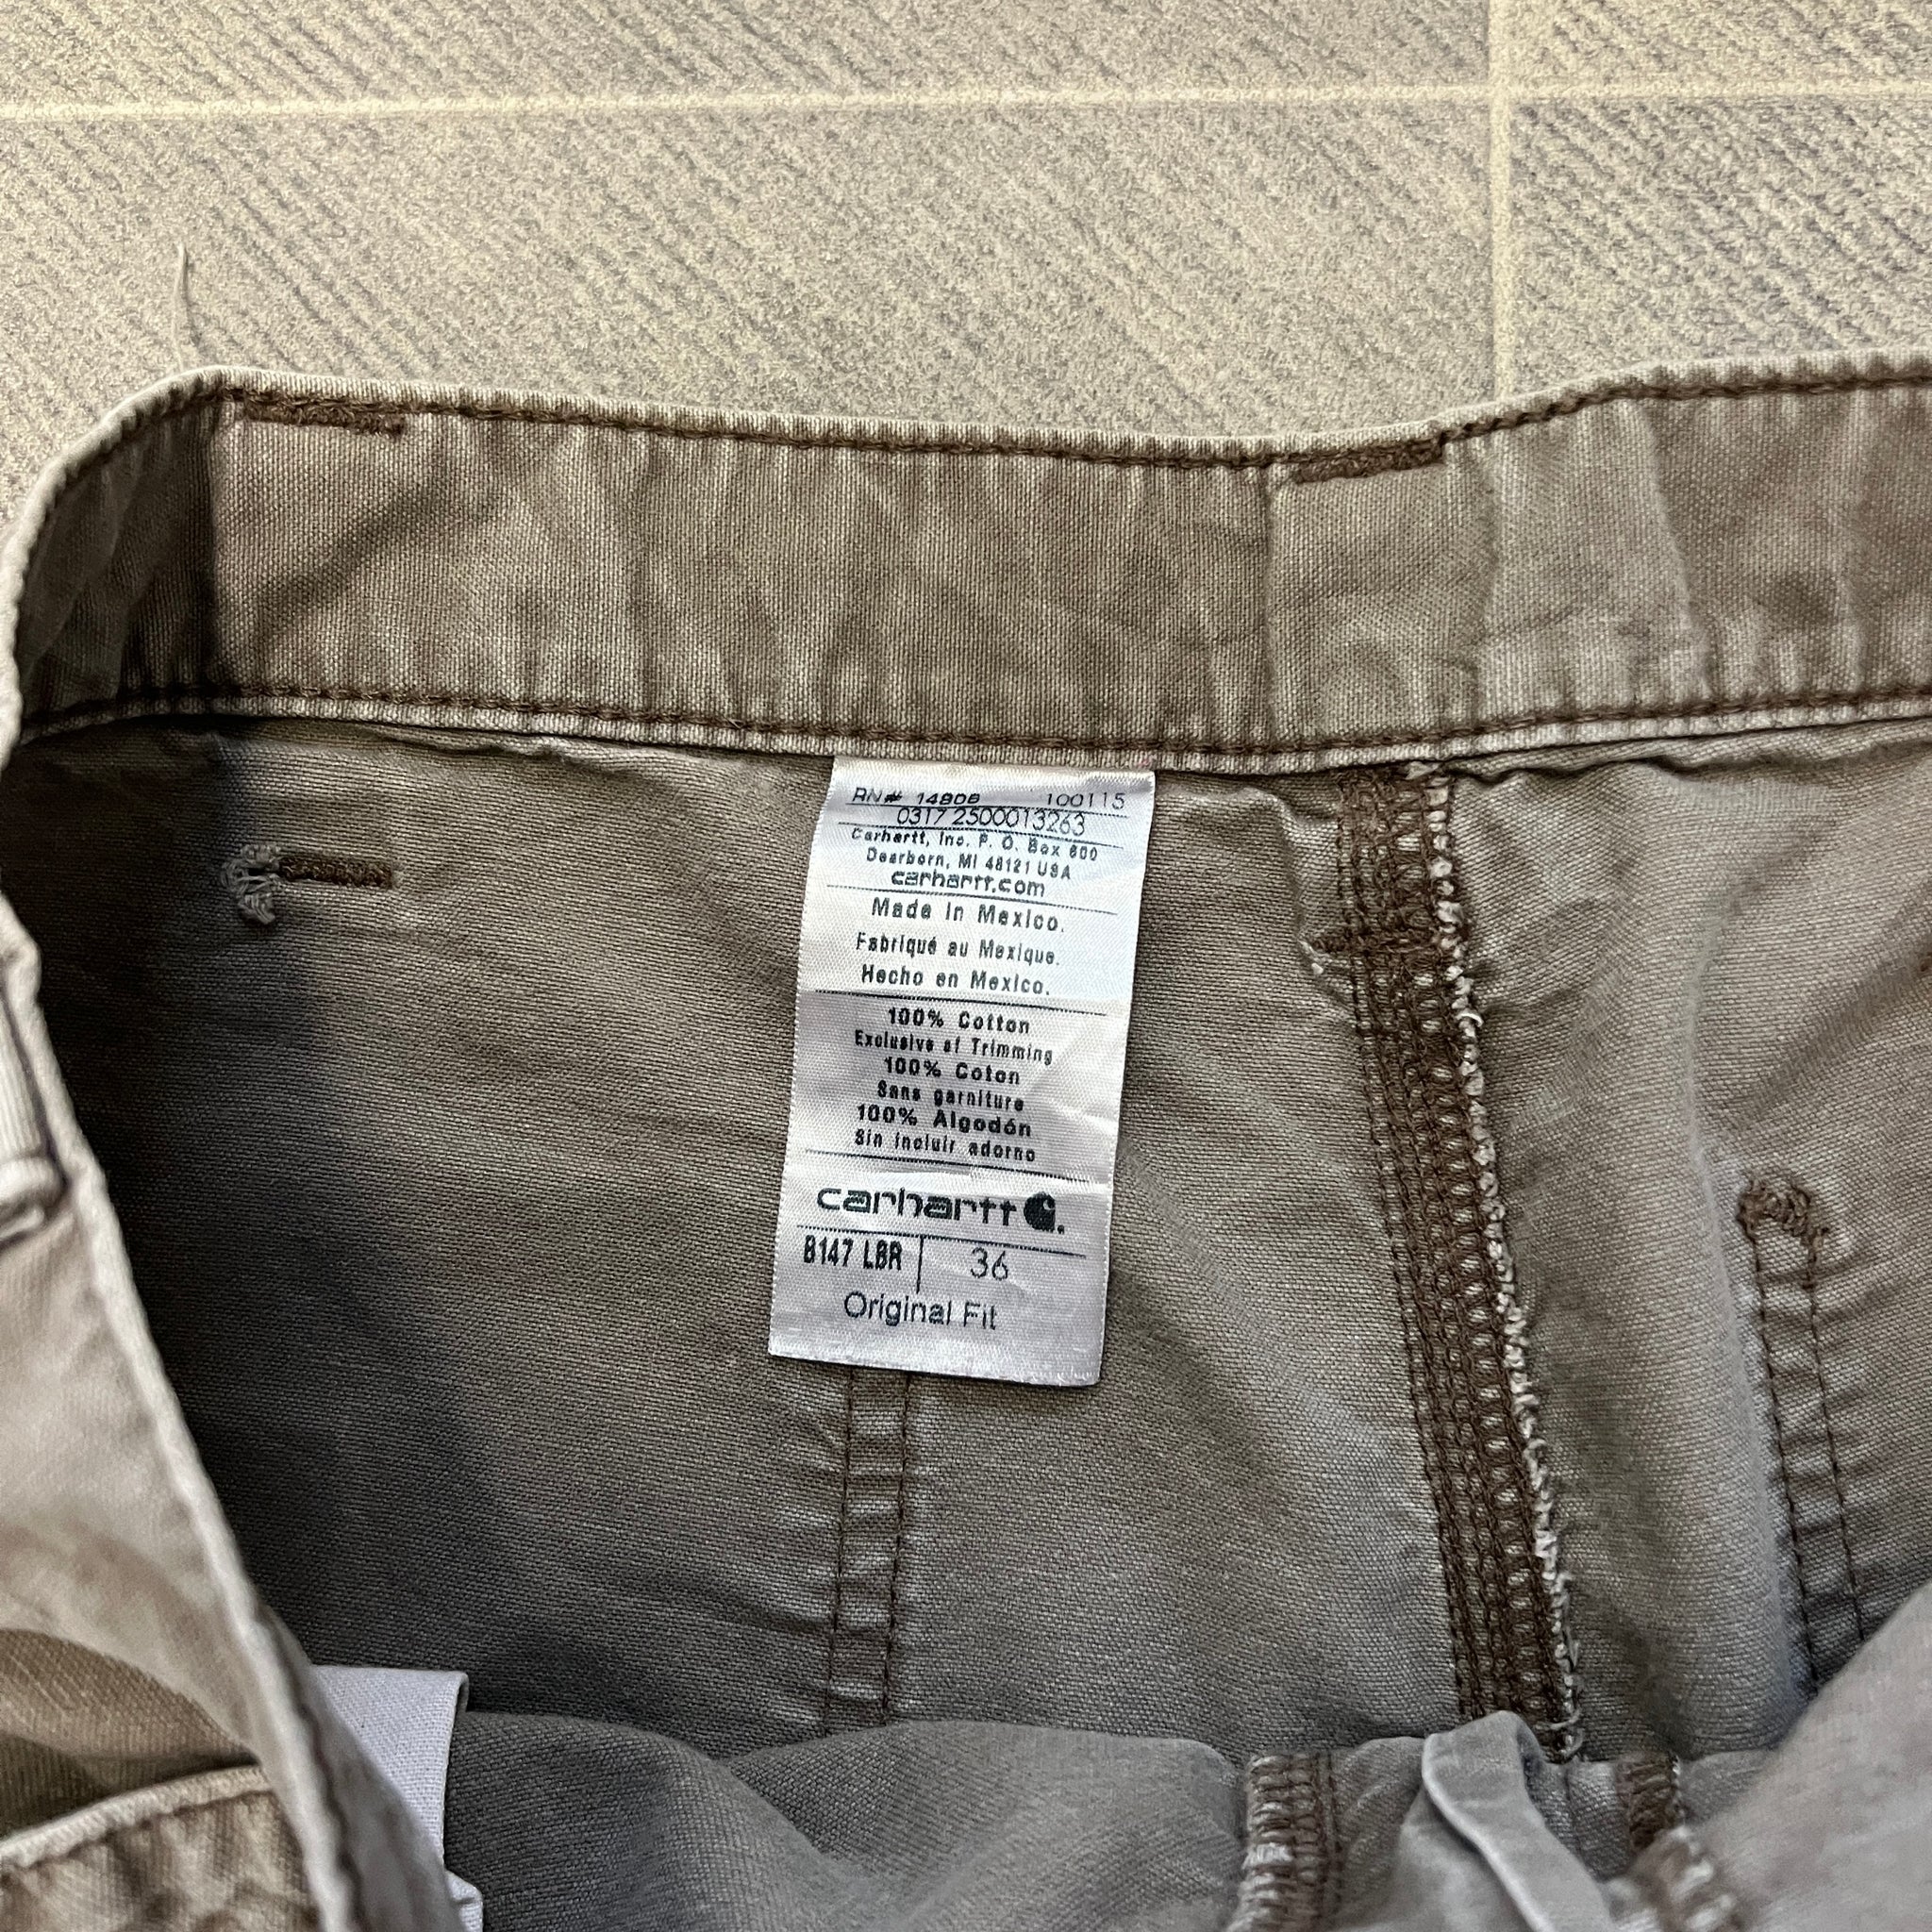 RN# 14806 100115
0317 2500013263
Carhartt, Inc. P. O. Box 600
Dearborn, MI 48121 USA
carhartt.com
Made in Mexico.
Fabriqué au Mexique.
Hecho en Mexico.
100% Cotton
Exclusive of Trimming
100% Coton
Sans garniture
100% Algodón
Sin incluir adorno
carhartt
B147 LBR 36
Original Fit